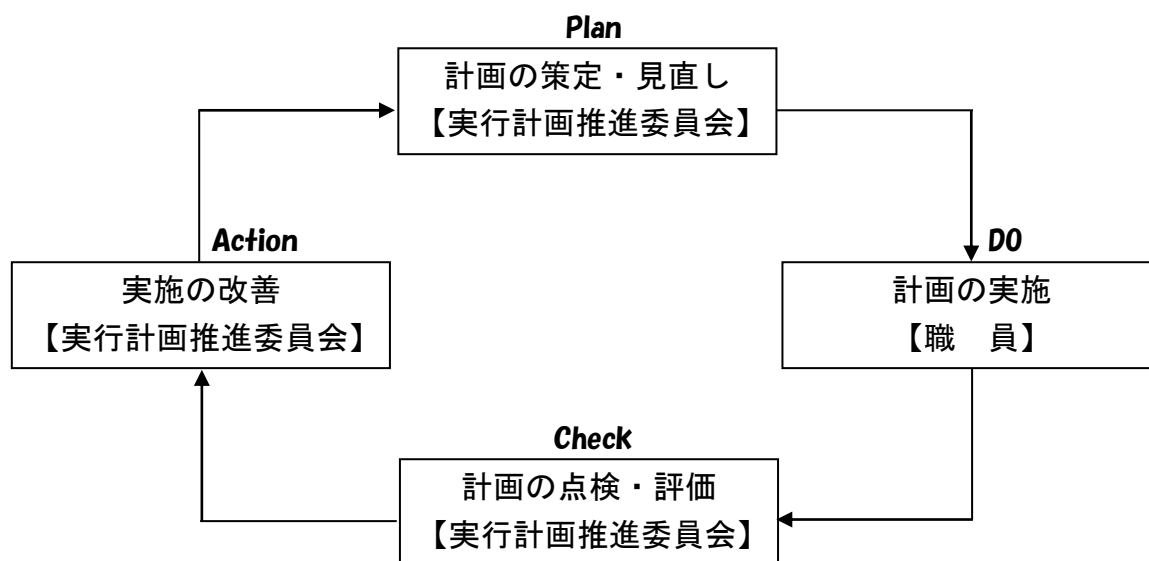 Plan
計画の策定・見直し
【実行計画推進委員会】
Action
実施の改善
【実行計画推進委員会】
DO
計画の実施
【職　員】
Check
計画の点検・評価
【実行計画推進委員会】